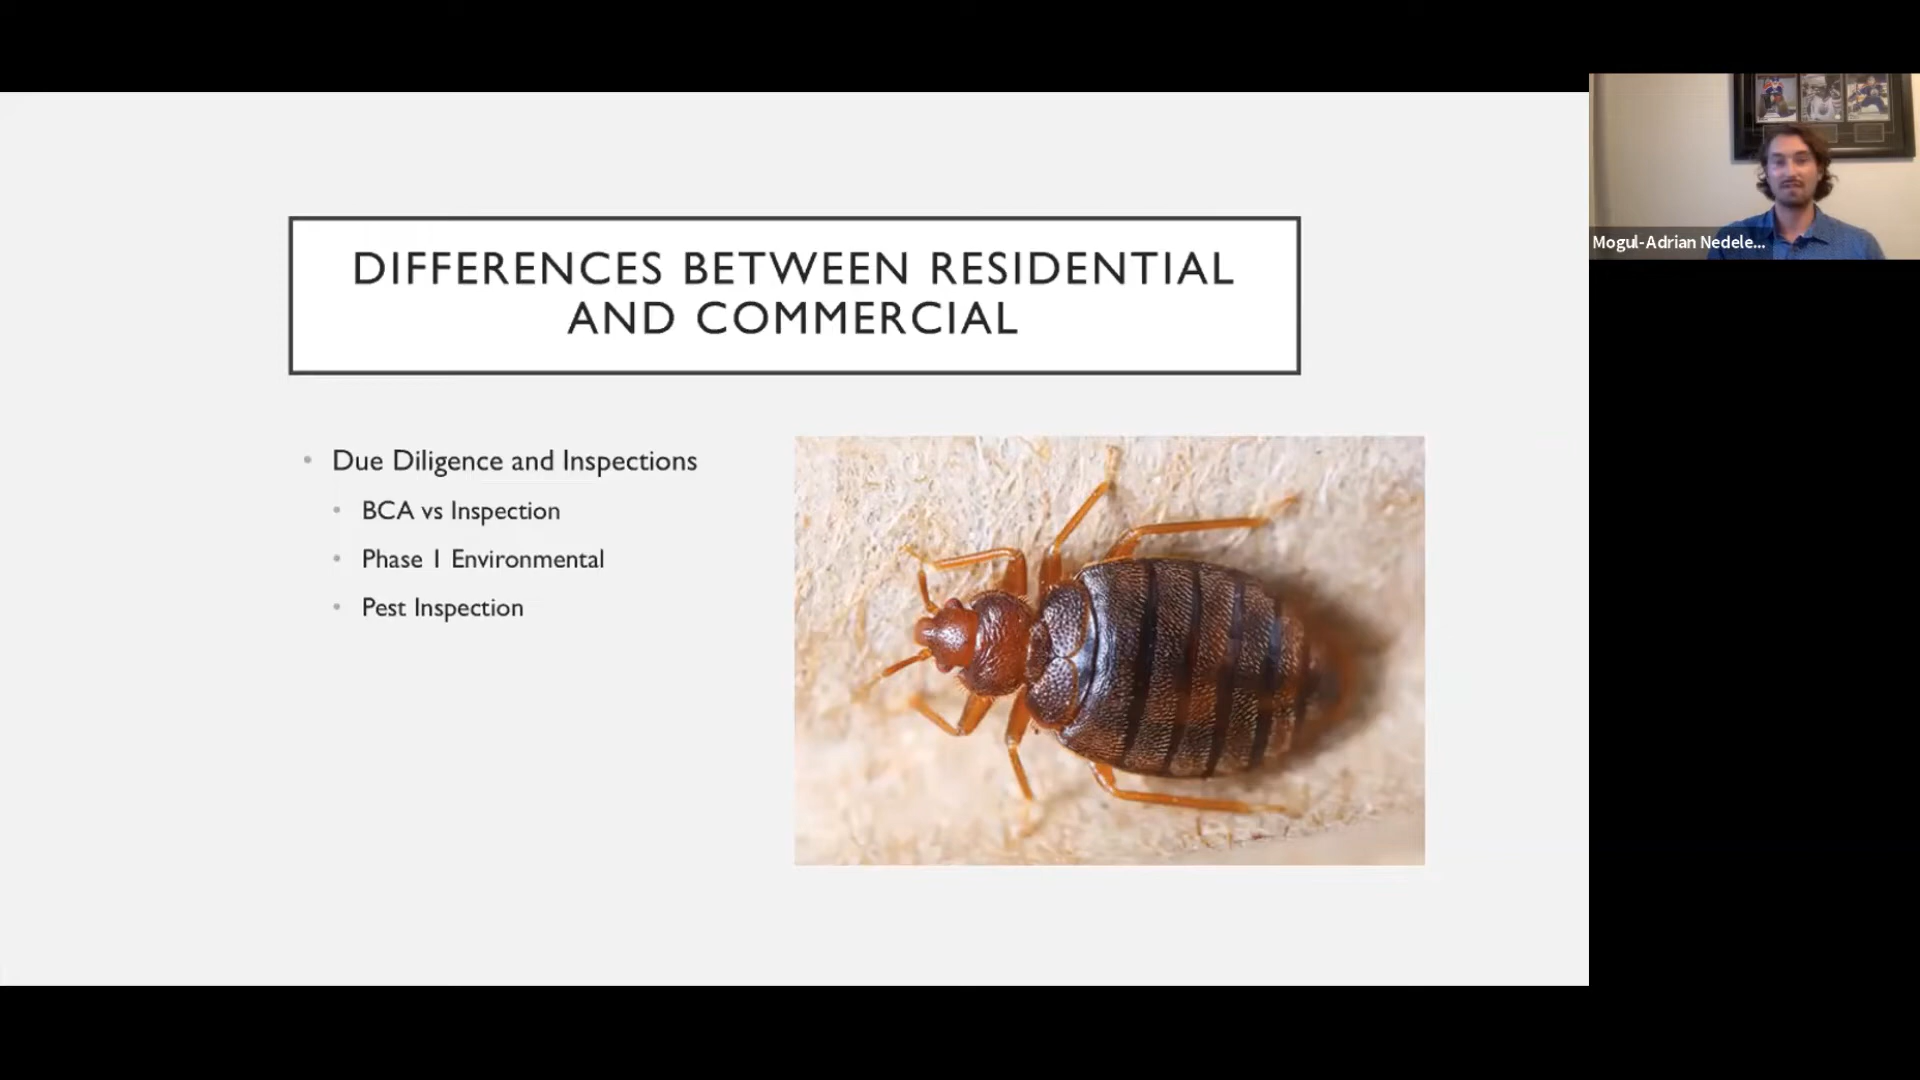 DIFFERENCES BETWEEN RESIDENTIAL
AND COMMERCIAL
• Due Diligence and Inspections
• BCA vs Inspection
• Phase 1 Environmental
• Pest Inspection
Mogul-Adrian Nedele...